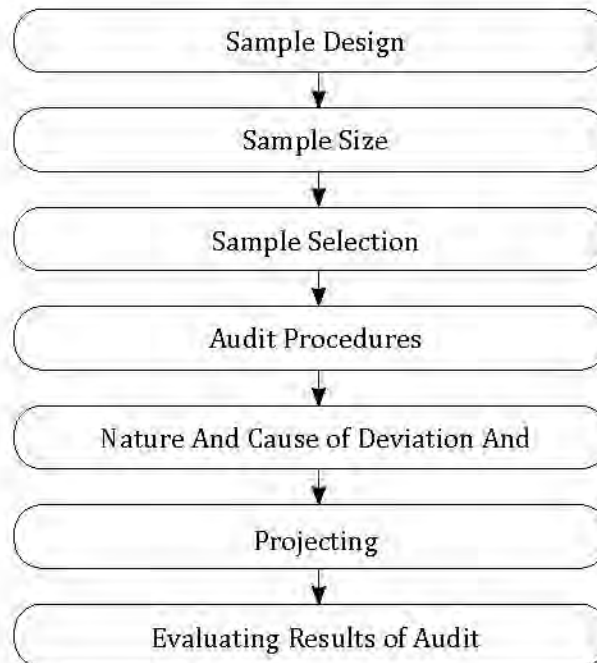 Sample Design
Sample Size
Sample Selection
Audit Procedures
Nature And Cause of Deviation And
Projecting
Evaluating Results of Audit